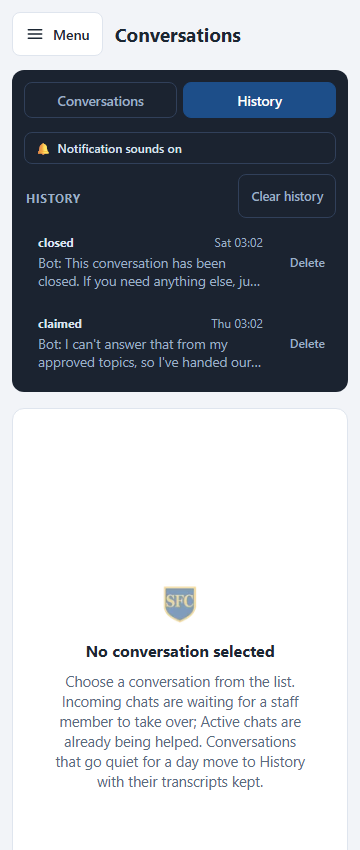 Menu
Conversations
Conversations
History
Notification sounds on
HISTORY
Clear history
closed
Sat 03:02
Bot: This conversation has been
closed. If you need anything else, ju...
Delete
claimed
Thu 03:02
Bot: I can't answer that from my
approved topics, so I've handed our...
Delete
SFC
No conversation selected
Choose a conversation from the list.
Incoming chats are waiting for a staff
member to take over; Active chats are
already being helped. Conversations
that go quiet for a day move to History
with their transcripts kept.